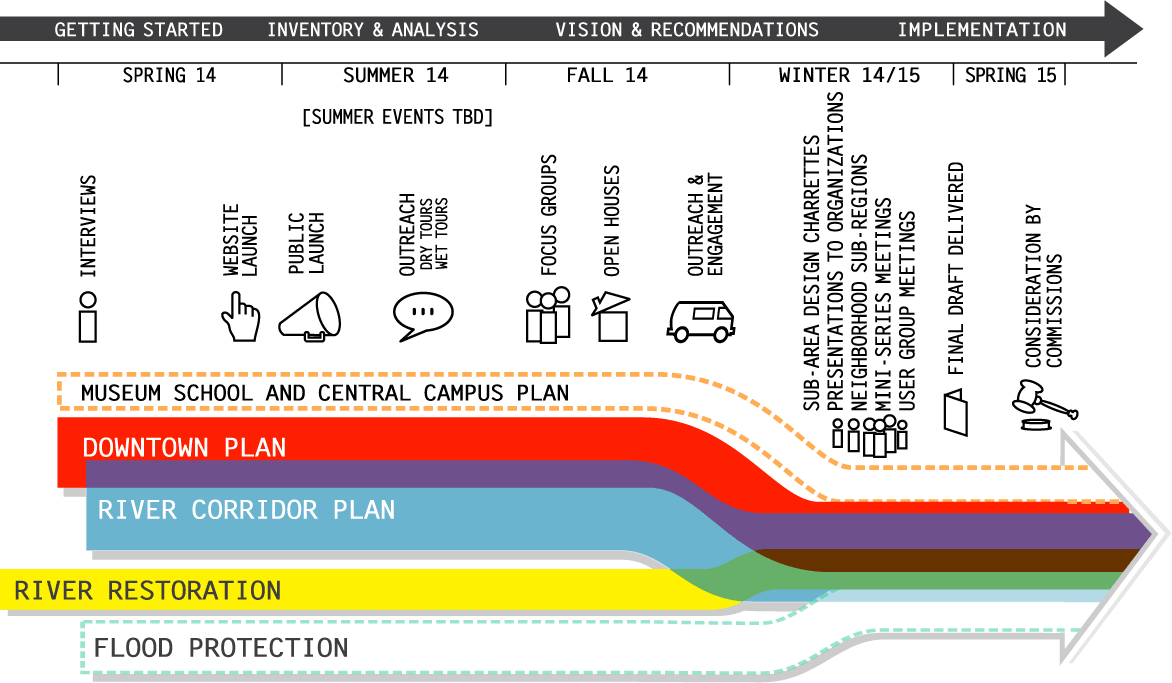 GETTING STARTED
INVENTORY & ANALYSIS
VISION & RECOMMENDATIONS
IMPLEMENTATION
SPRING 14
SUMMER 14
FALL 14
WINTER 14/15
SPRING 15
[SUMMER EVENTS TBD]
INTERVIEWS
WEBSITE
LAUNCH
PUBLIC
LAUNCH
OUTREACH
DRY TOURS
WET TOURS
FOCUS GROUPS
OPEN HOUSES
OUTREACH &
ENGAGEMENT
SUB-AREA DESIGN CHARRETTES
PRESENTATIONS TO ORGANIZATIONS
NEIGHBORHOOD SUB-REGIONS
MINI-SERIES MEETINGS
USER GROUP MEETINGS
FINAL DRAFT DELIVERED
CONSIDERATION BY
COMMISSIONS
MUSEUM SCHOOL AND CENTRAL CAMPUS PLAN
DOWNTOWN PLAN
RIVER CORRIDOR PLAN
RIVER RESTORATION
FLOOD PROTECTION